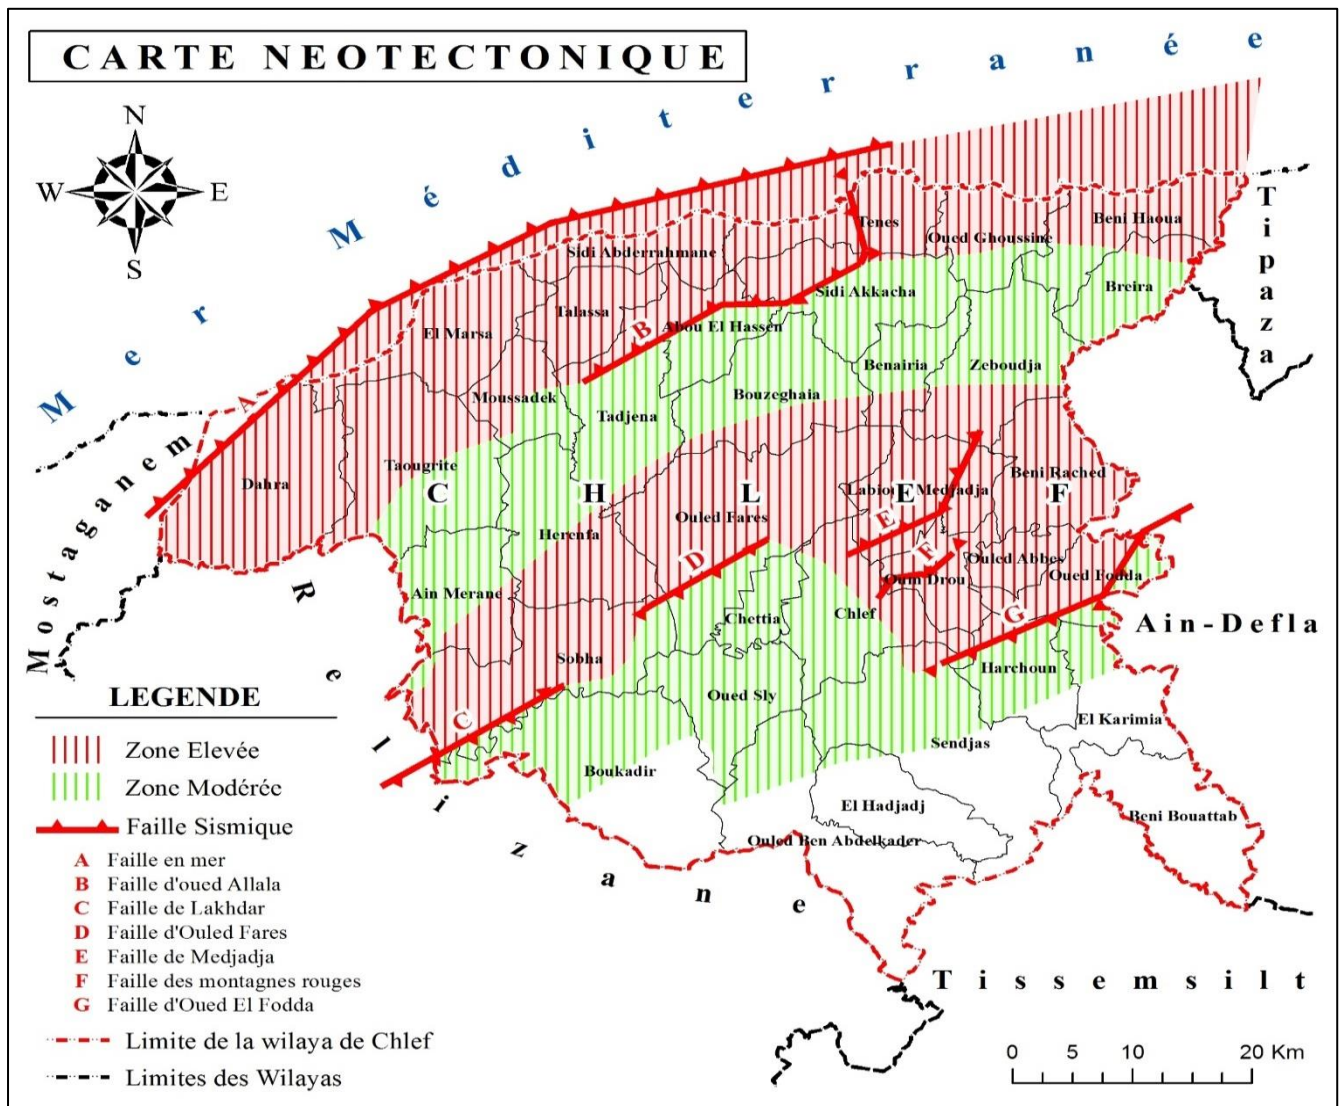 CARTE NEOTECTONIQUE
Mer Méditerranée
N
W E
S
Tipaza
Tenes
Beni Haoua
Oued Ghoussine
Sidi Abderrahmane
Breira
Sidi Akkacha
Talassa
El Marsa
B
Abou El Hassen
Benairia
Zeboudja
Moussadek
Bouzeghaia
A
Tadjena
Mostaganem
Taougrite
Dahra
Beni Rached
C H L E F
Labiod Medjadja
Ouled Fares
E
Herenfa
F
D
Ouled Abbes
Oued Fodda
Oum Drou
Relizane
Ain Merane
Chettia
Chlef
G
Ain-Defla
Sobha
Harchoun
Oued Sly
C
El Karimia
Sendjas
Boukadir
El Hadjadj
Beni Bouattab
Ouled Ben Abdelkader
Tissemsilt
LEGENDE
Zone Elevée
Zone Modérée
Faille Sismique
A Faille en mer
B Faille d'oued Allala
C Faille de Lakhdar
D Faille d'Ouled Fares
E Faille de Medjadja
F Faille des montagnes rouges
G Faille d'Oued El Fodda
Limite de la wilaya de Chlef
Limites des Wilayas
0 5 10 20 Km